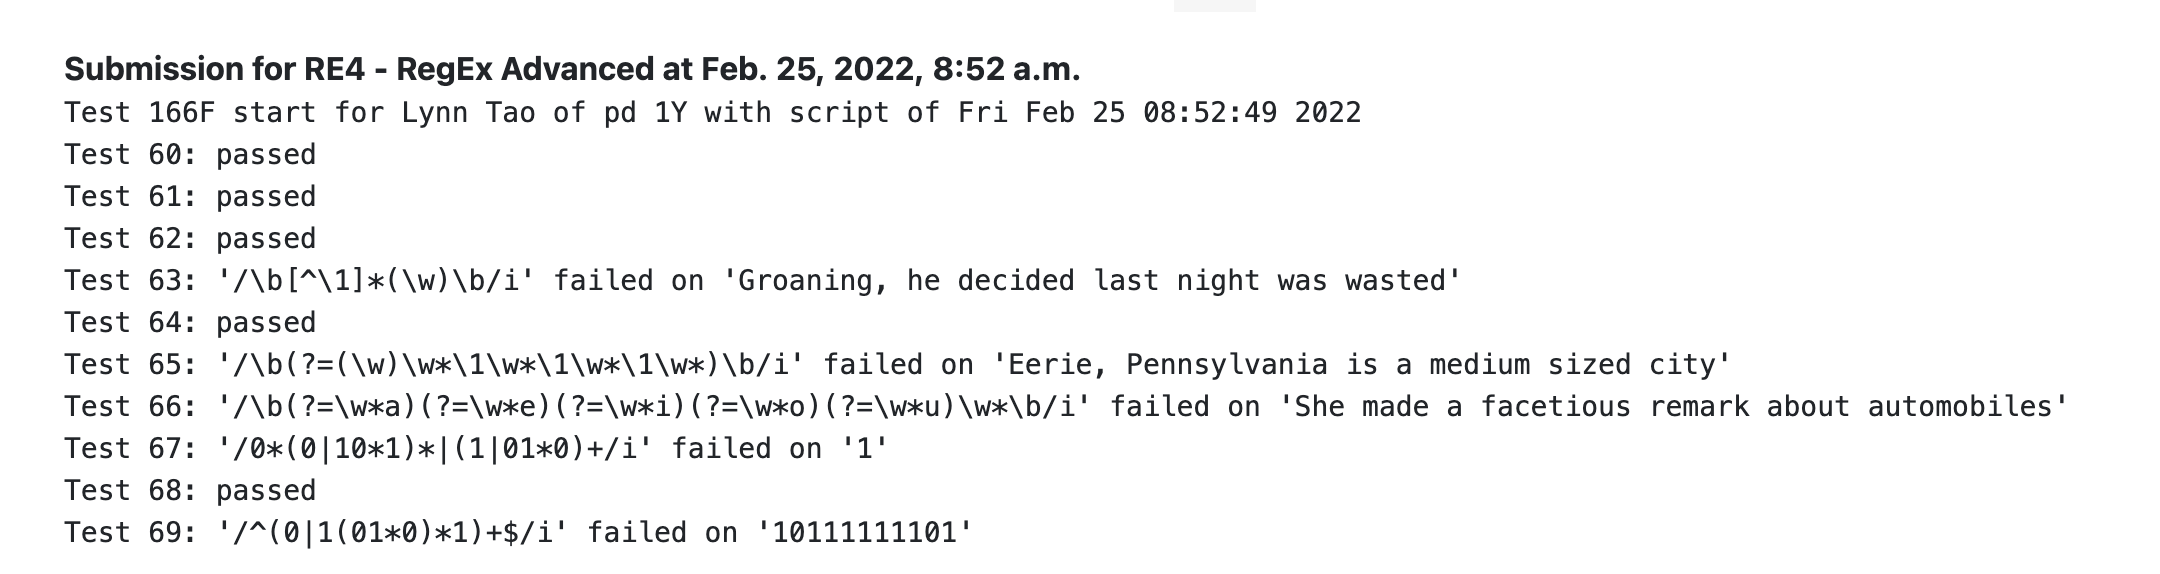 Submission for RE4 - RegEx Advanced at Feb. 25, 2022, 8:52 a.m.
Test 166F start for Lynn Tao of pd 1Y with script of Fri Feb 25 08:52:49 2022
Test 60: passed
Test 61: passed
Test 62: passed
Test 63: '/\b[^\1]*(\w)\b/i' failed on 'Groaning, he decided last night was wasted'
Test 64: passed
Test 65: '/\b(?=(\w)\w*\1\w*\1\w*\1\w*)\b/i' failed on 'Eerie, Pennsylvania is a medium sized city'
Test 66: '/\b(?=\w*a)(?=\w*e)(?=\w*i)(?=\w*o)(?=\w*u)\w*\b/i' failed on 'She made a facetious remark about automobiles'
Test 67: '/0*(0|10*1)*|(1|01*0)+/i' failed on '1'
Test 68: passed
Test 69: '/^(0|1(01*0)*1)+$/i' failed on '10111111101'